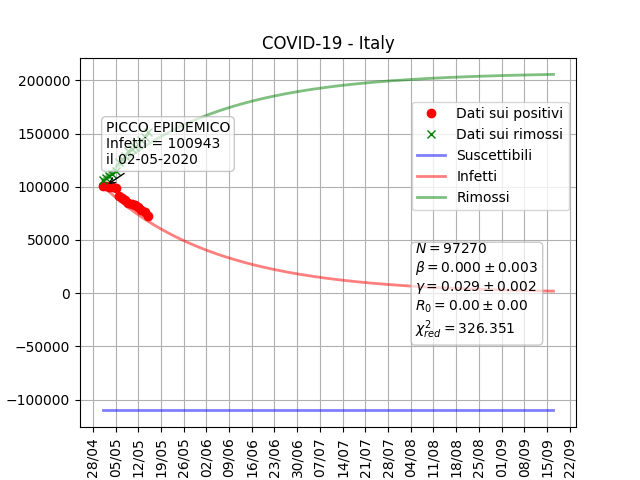 COVID-19 - Italy
200000
150000
100000
50000
0
−50000
−100000
PICCO EPIDEMICO
Infetti = 100943
il 02-05-2020
Dati sui positivi
Dati sui rimossi
Suscettibili
Infetti
Rimossi
N = 97270
β = 0.000 ± 0.003
γ = 0.029 ± 0.002
R₀ = 0.00 ± 0.00
χ²red = 326.351
28/04
05/05
12/05
19/05
26/05
02/06
09/06
16/06
23/06
30/06
07/07
14/07
21/07
28/07
04/08
11/08
18/08
25/08
01/09
08/09
15/09
22/09